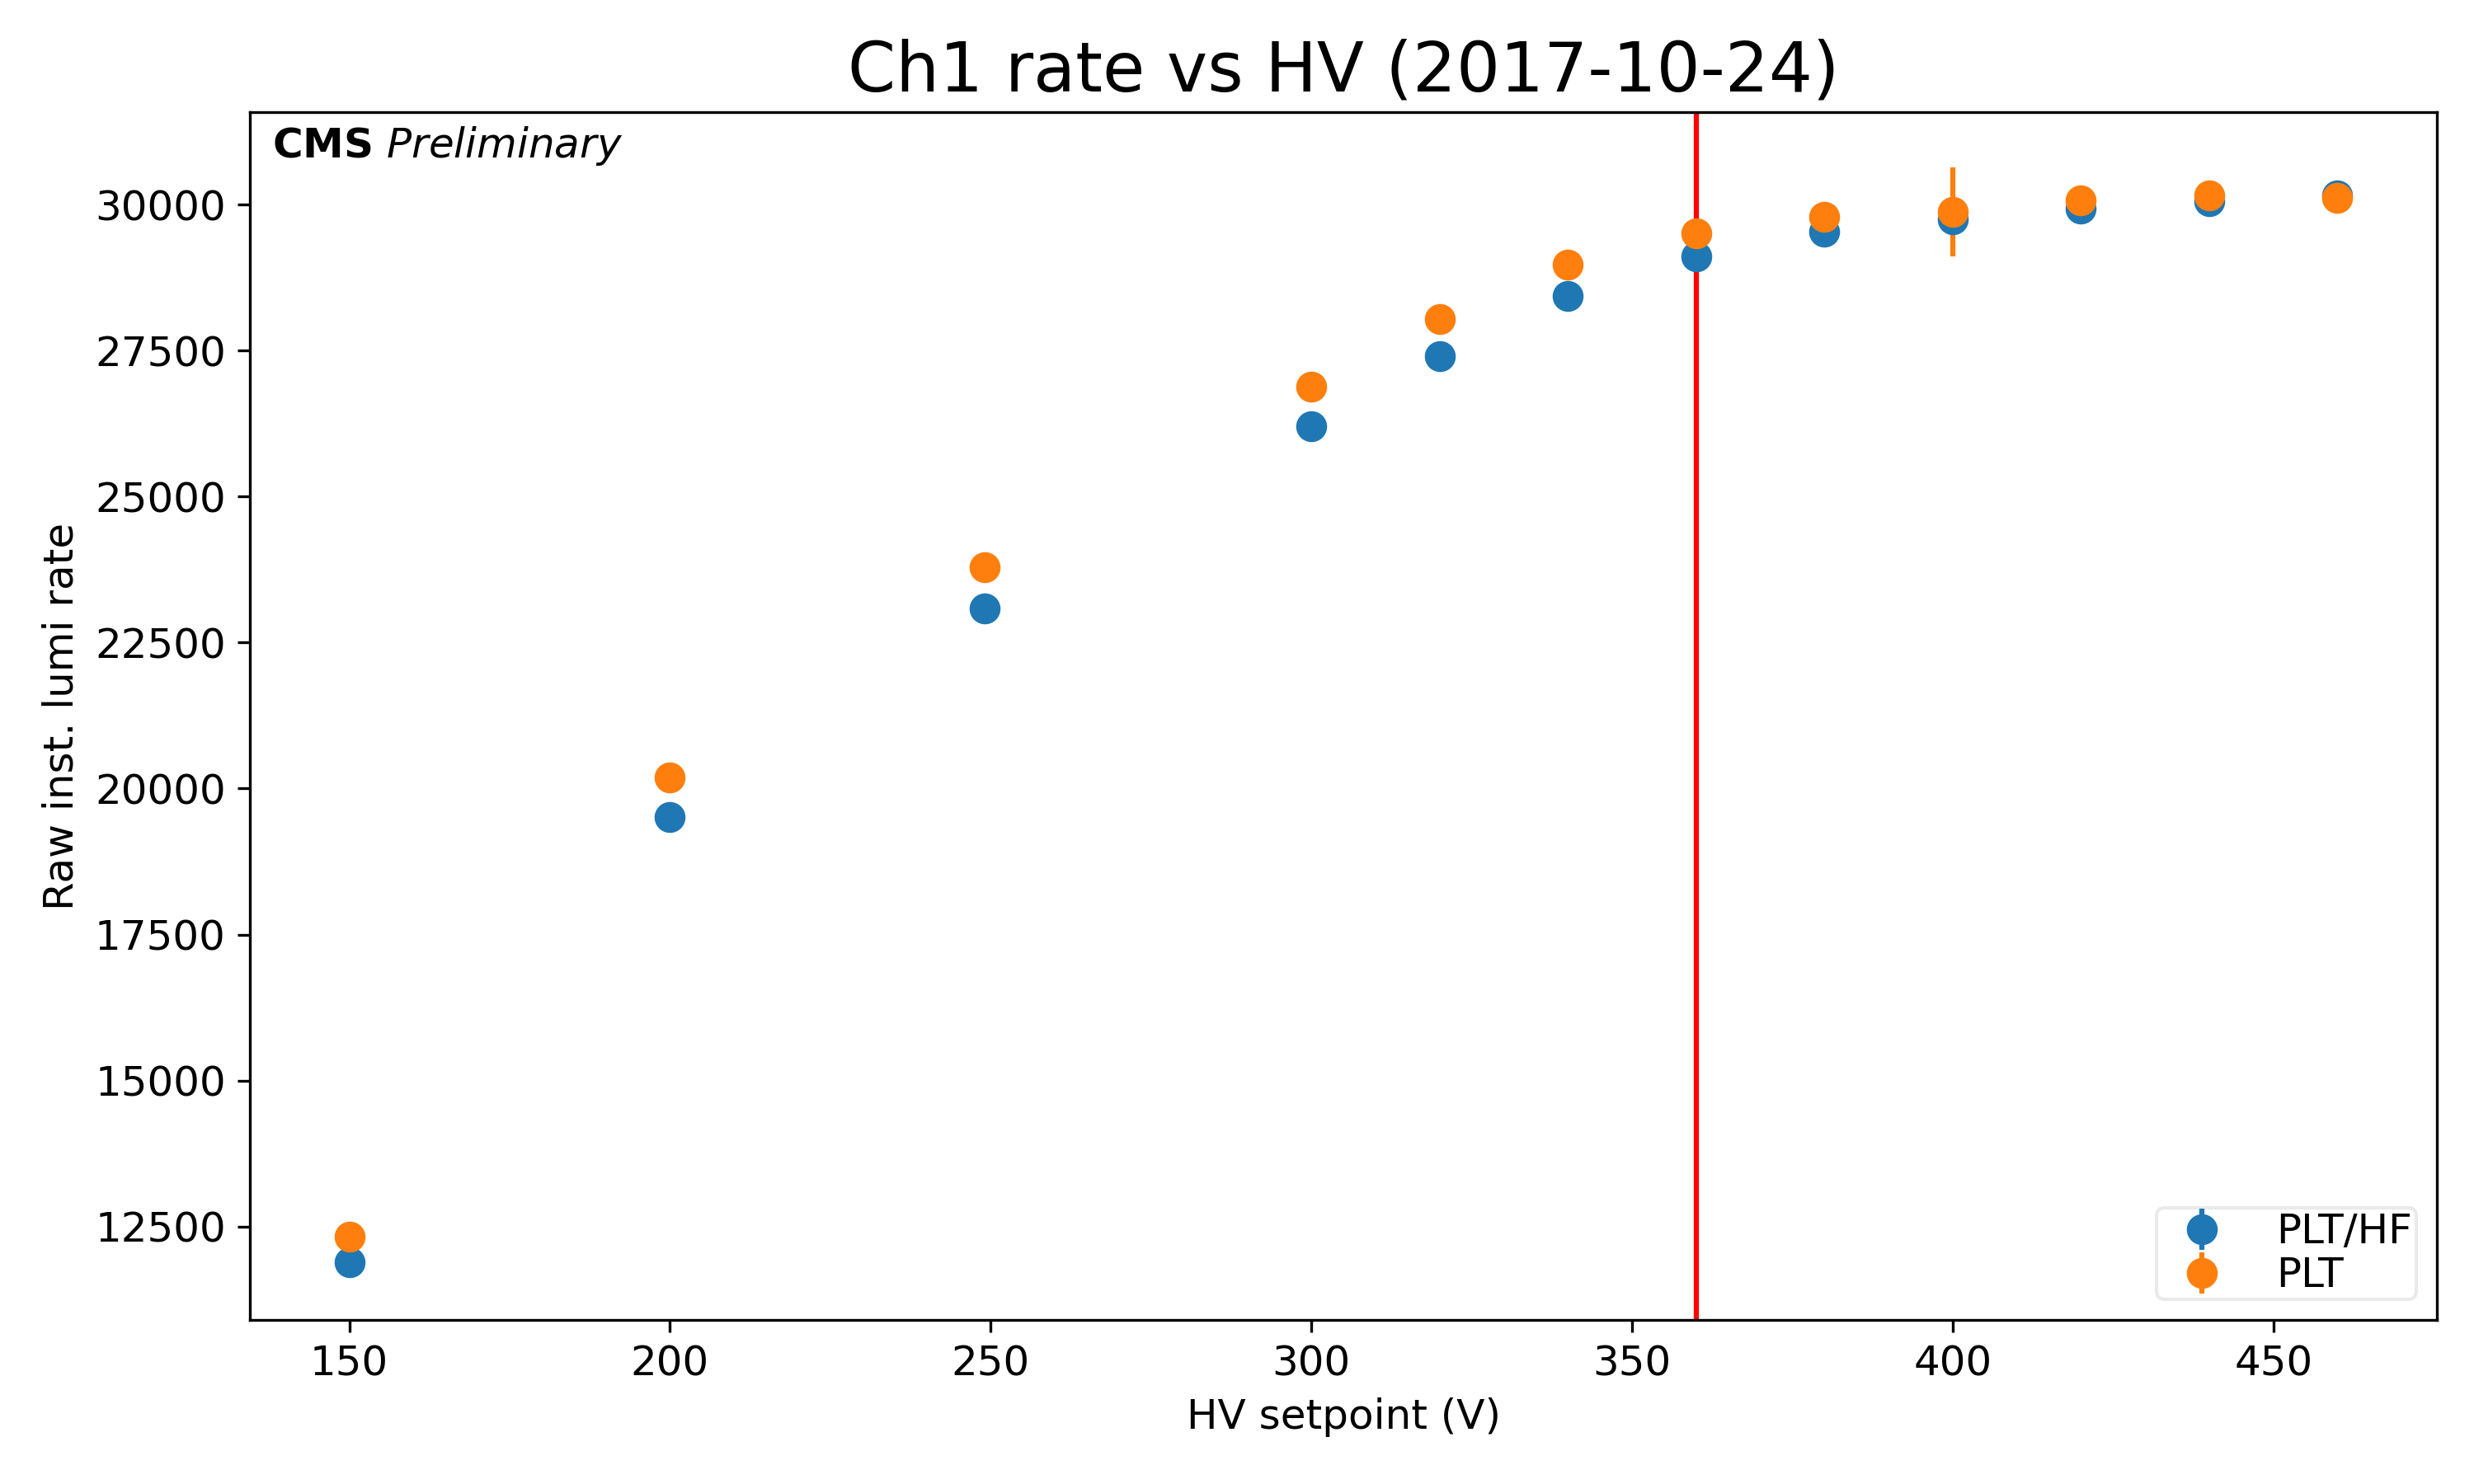 Ch1 rate vs HV (2017-10-24)
CMS Preliminary
30000
27500
25000
22500
20000
17500
15000
12500
Raw inst. lumi rate
150 200 250 300 350 400 450
HV setpoint (V)
PLT/HF
PLT